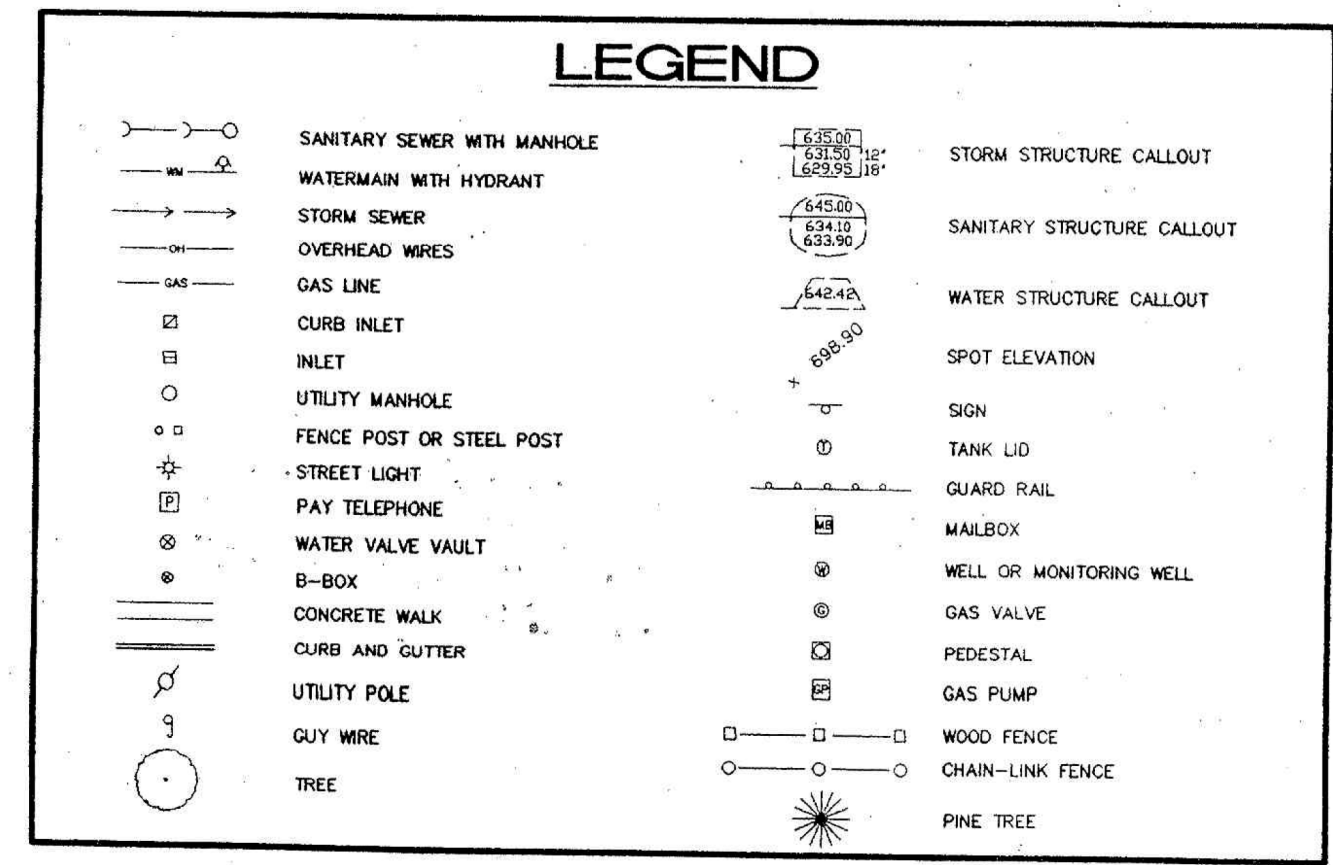 LEGEND
SANITARY SEWER WITH MANHOLE
WM WATERMAIN WITH HYDRANT
STORM SEWER
OH OVERHEAD WIRES
GAS GAS LINE
CURB INLET
INLET
UTILITY MANHOLE
FENCE POST OR STEEL POST
STREET LIGHT
P PAY TELEPHONE
WATER VALVE VAULT
B-BOX
CONCRETE WALK
CURB AND GUTTER
UTILITY POLE
GUY WIRE
TREE
635.00
631.50 12"
629.95 18"
STORM STRUCTURE CALLOUT
645.00
634.10
633.90
SANITARY STRUCTURE CALLOUT
642.42 WATER STRUCTURE CALLOUT
698.90 SPOT ELEVATION
SIGN
T TANK LID
GUARD RAIL
MB MAILBOX
W WELL OR MONITORING WELL
G GAS VALVE
PEDESTAL
GP GAS PUMP
WOOD FENCE
CHAIN-LINK FENCE
PINE TREE